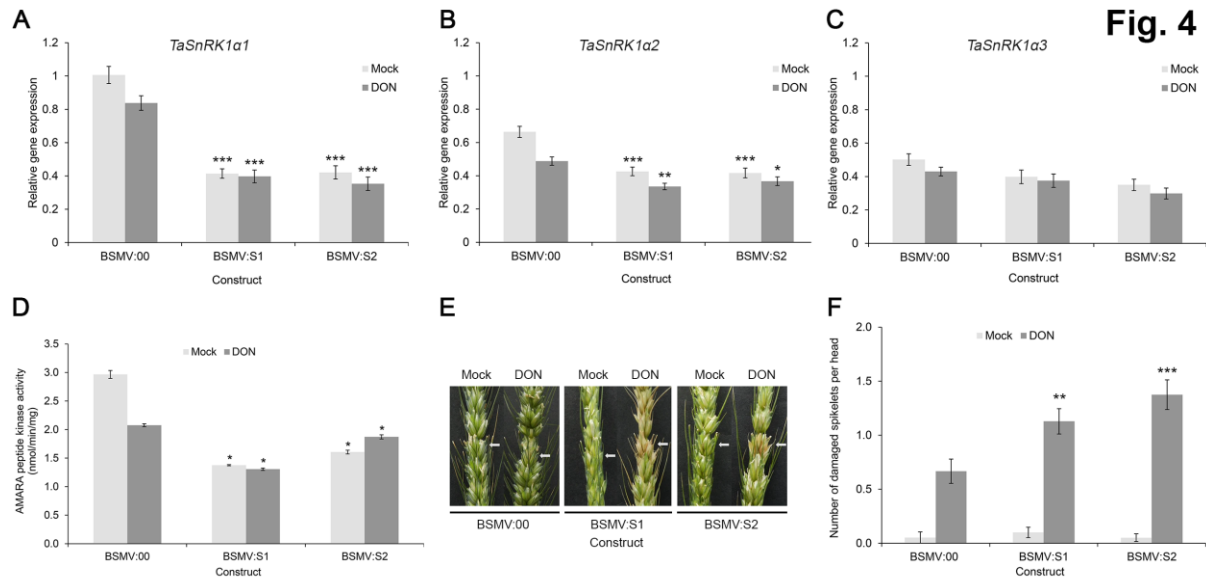 Fig. 4
A
TaSnRK1α1
Relative gene expression
1.2
1
0.8
0.6
0.4
0.2
0
Mock
DON
*** ***
*** ***
BSMV:00 BSMV:S1 BSMV:S2
Construct
B
TaSnRK1α2
Relative gene expression
1.2
1
0.8
0.6
0.4
0.2
0
Mock
DON
*** **
*** *
BSMV:00 BSMV:S1 BSMV:S2
Construct
C
TaSnRK1α3
Relative gene expression
1.2
1
0.8
0.6
0.4
0.2
0
Mock
DON
BSMV:00 BSMV:S1 BSMV:S2
Construct
D
AMARA peptide kinase activity
(nmol/min/mg)
3.5
3.0
2.5
2.0
1.5
1.0
0.5
0.0
Mock DON
* *
* *
BSMV:00 BSMV:S1 BSMV:S2
Construct
E
Mock DON Mock DON Mock DON
BSMV:00 BSMV:S1 BSMV:S2
Construct
F
Number of damaged spikelets per head
2.0
1.5
1.0
0.5
0.0
Mock DON
**
***
BSMV:00 BSMV:S1 BSMV:S2
Construct